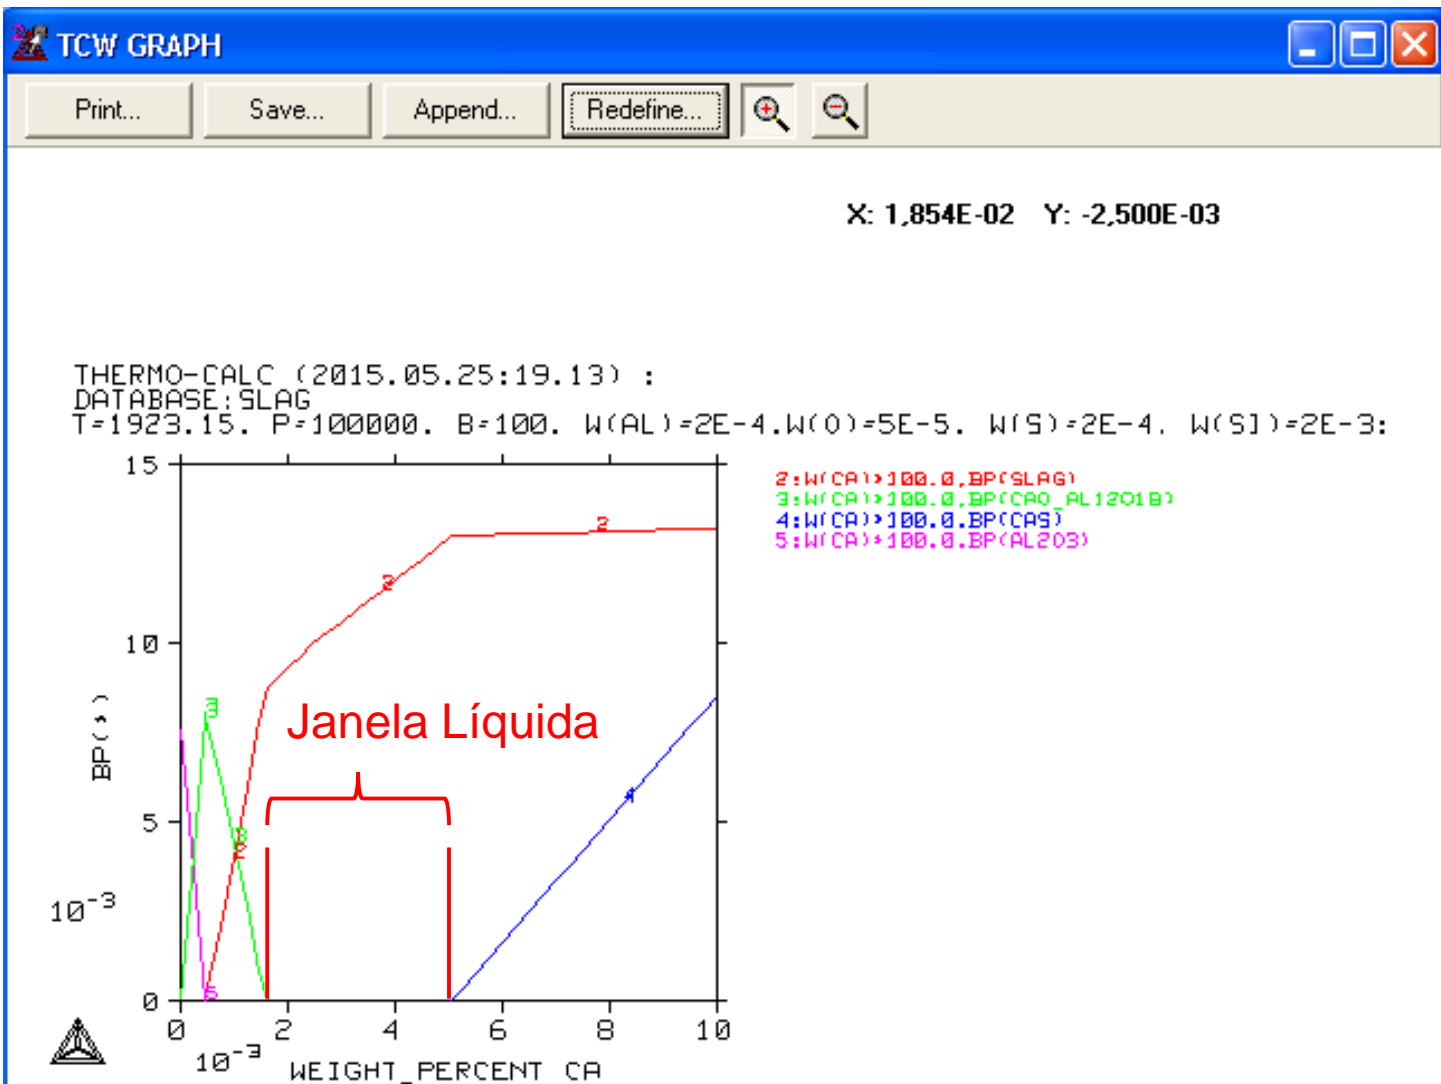 TCW GRAPH
Print... Save... Append... Redefine...
X: 1,854E-02 Y: -2,500E-03
THERMO-CALC (2015.05.25:19.13) :
DATABASE:SLAG
T=1923.15. P=100000. B=100. W(AL)=2E-4.W(O)=5E-5. W(S)=2E-4. W(SI)=2E-3:
2:W(CA)*100.0,BP(SLAG)
3:W(CA)*100.0,BP(CAO_AL12O18)
4:W(CA)*100.0.BP(CAS)
5:W(CA)*100.0.BP(AL2O3)
15
10
5
0
10-3
BP(*)
2
2
3
3
2
4
5
Janela Líquida
0 2 4 6 8 10
10-3 WEIGHT_PERCENT CA